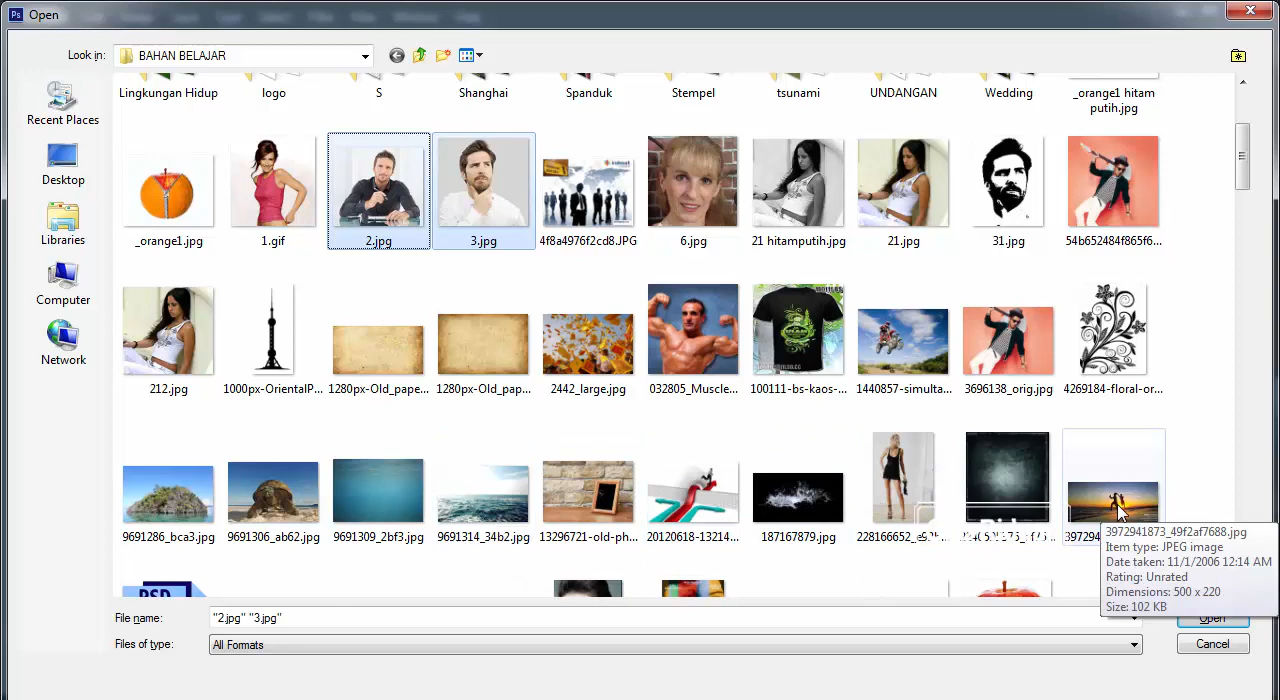 Ps Open
Look in: BAHAN BELAJAR
Recent Places
Desktop
Libraries
Computer
Network
Lingkungan Hidup logo S Shanghai Spanduk Stempel tsunami UNDANGAN Wedding _orange1 hitam
putih.jpg
_orange1.jpg 1.gif 2.jpg 3.jpg 4f8a4976f2cd8.JPG 6.jpg 21 hitamputih.jpg 21.jpg 31.jpg 54b652484f865f6...
212.jpg 1000px-OrientalP... 1280px-Old_pape... 1280px-Old_pap... 2442_large.jpg 032805_Muscle... 100111-bs-kaos-... 1440857-simulta... 3696138_orig.jpg 4269184-floral-or...
9691286_bca3.jpg 9691306_ab62.jpg 9691309_2bf3.jpg 9717314_34b2.jpg 13296721-old-ph... 20120618-13214... 187167879.jpg
3972941873_49f2af7688.jpg
Item type: JPEG image
Date taken: 11/1/2006 12:14 AM
Rating: Unrated
Dimensions: 500 x 220
Size: 102 KB
PSD
File name: "2.jpg" "3.jpg"
Open
Files of type: All Formats
Cancel